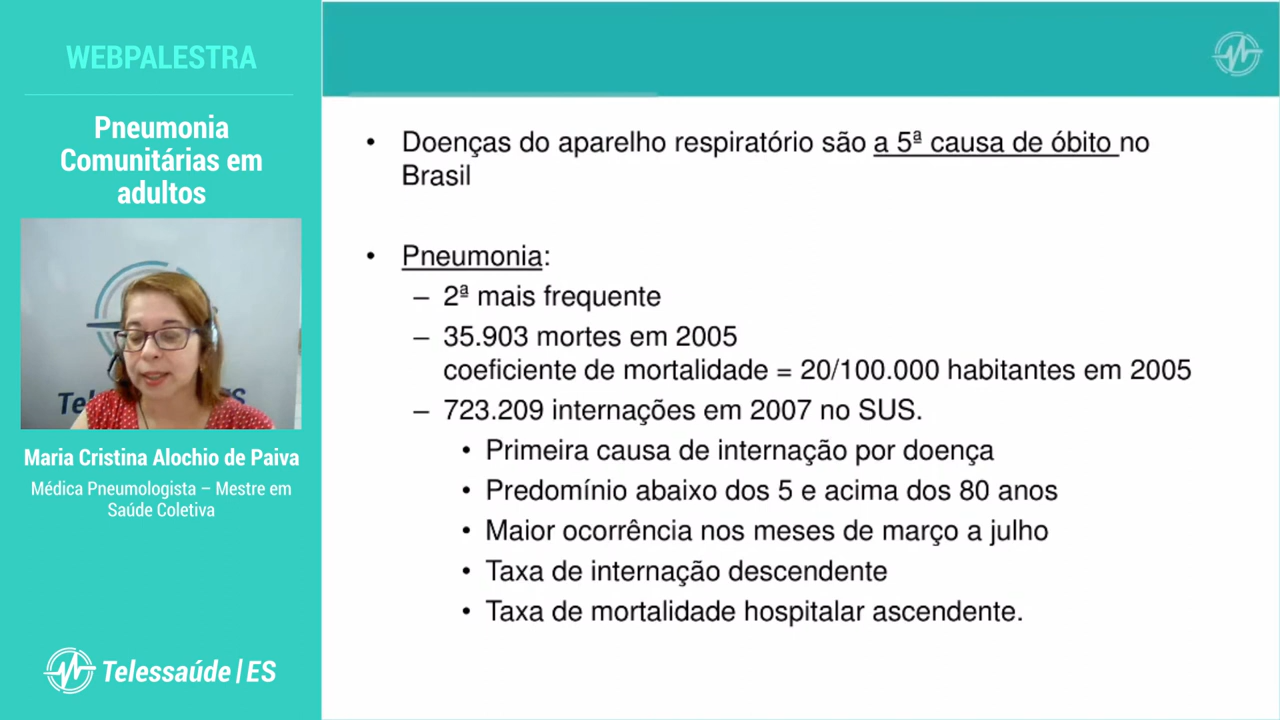 WEBPALESTRA
Pneumonia
Comunitárias em
adultos
Te ES
Maria Cristina Alochio de Paiva
Médica Pneumologista – Mestre em
Saúde Coletiva
Telessaúde|ES
• Doenças do aparelho respiratório são a 5ª causa de óbito no
Brasil
• Pneumonia:
– 2ª mais frequente
– 35.903 mortes em 2005
coeficiente de mortalidade = 20/100.000 habitantes em 2005
– 723.209 internações em 2007 no SUS.
• Primeira causa de internação por doença
• Predomínio abaixo dos 5 e acima dos 80 anos
• Maior ocorrência nos meses de março a julho
• Taxa de internação descendente
• Taxa de mortalidade hospitalar ascendente.